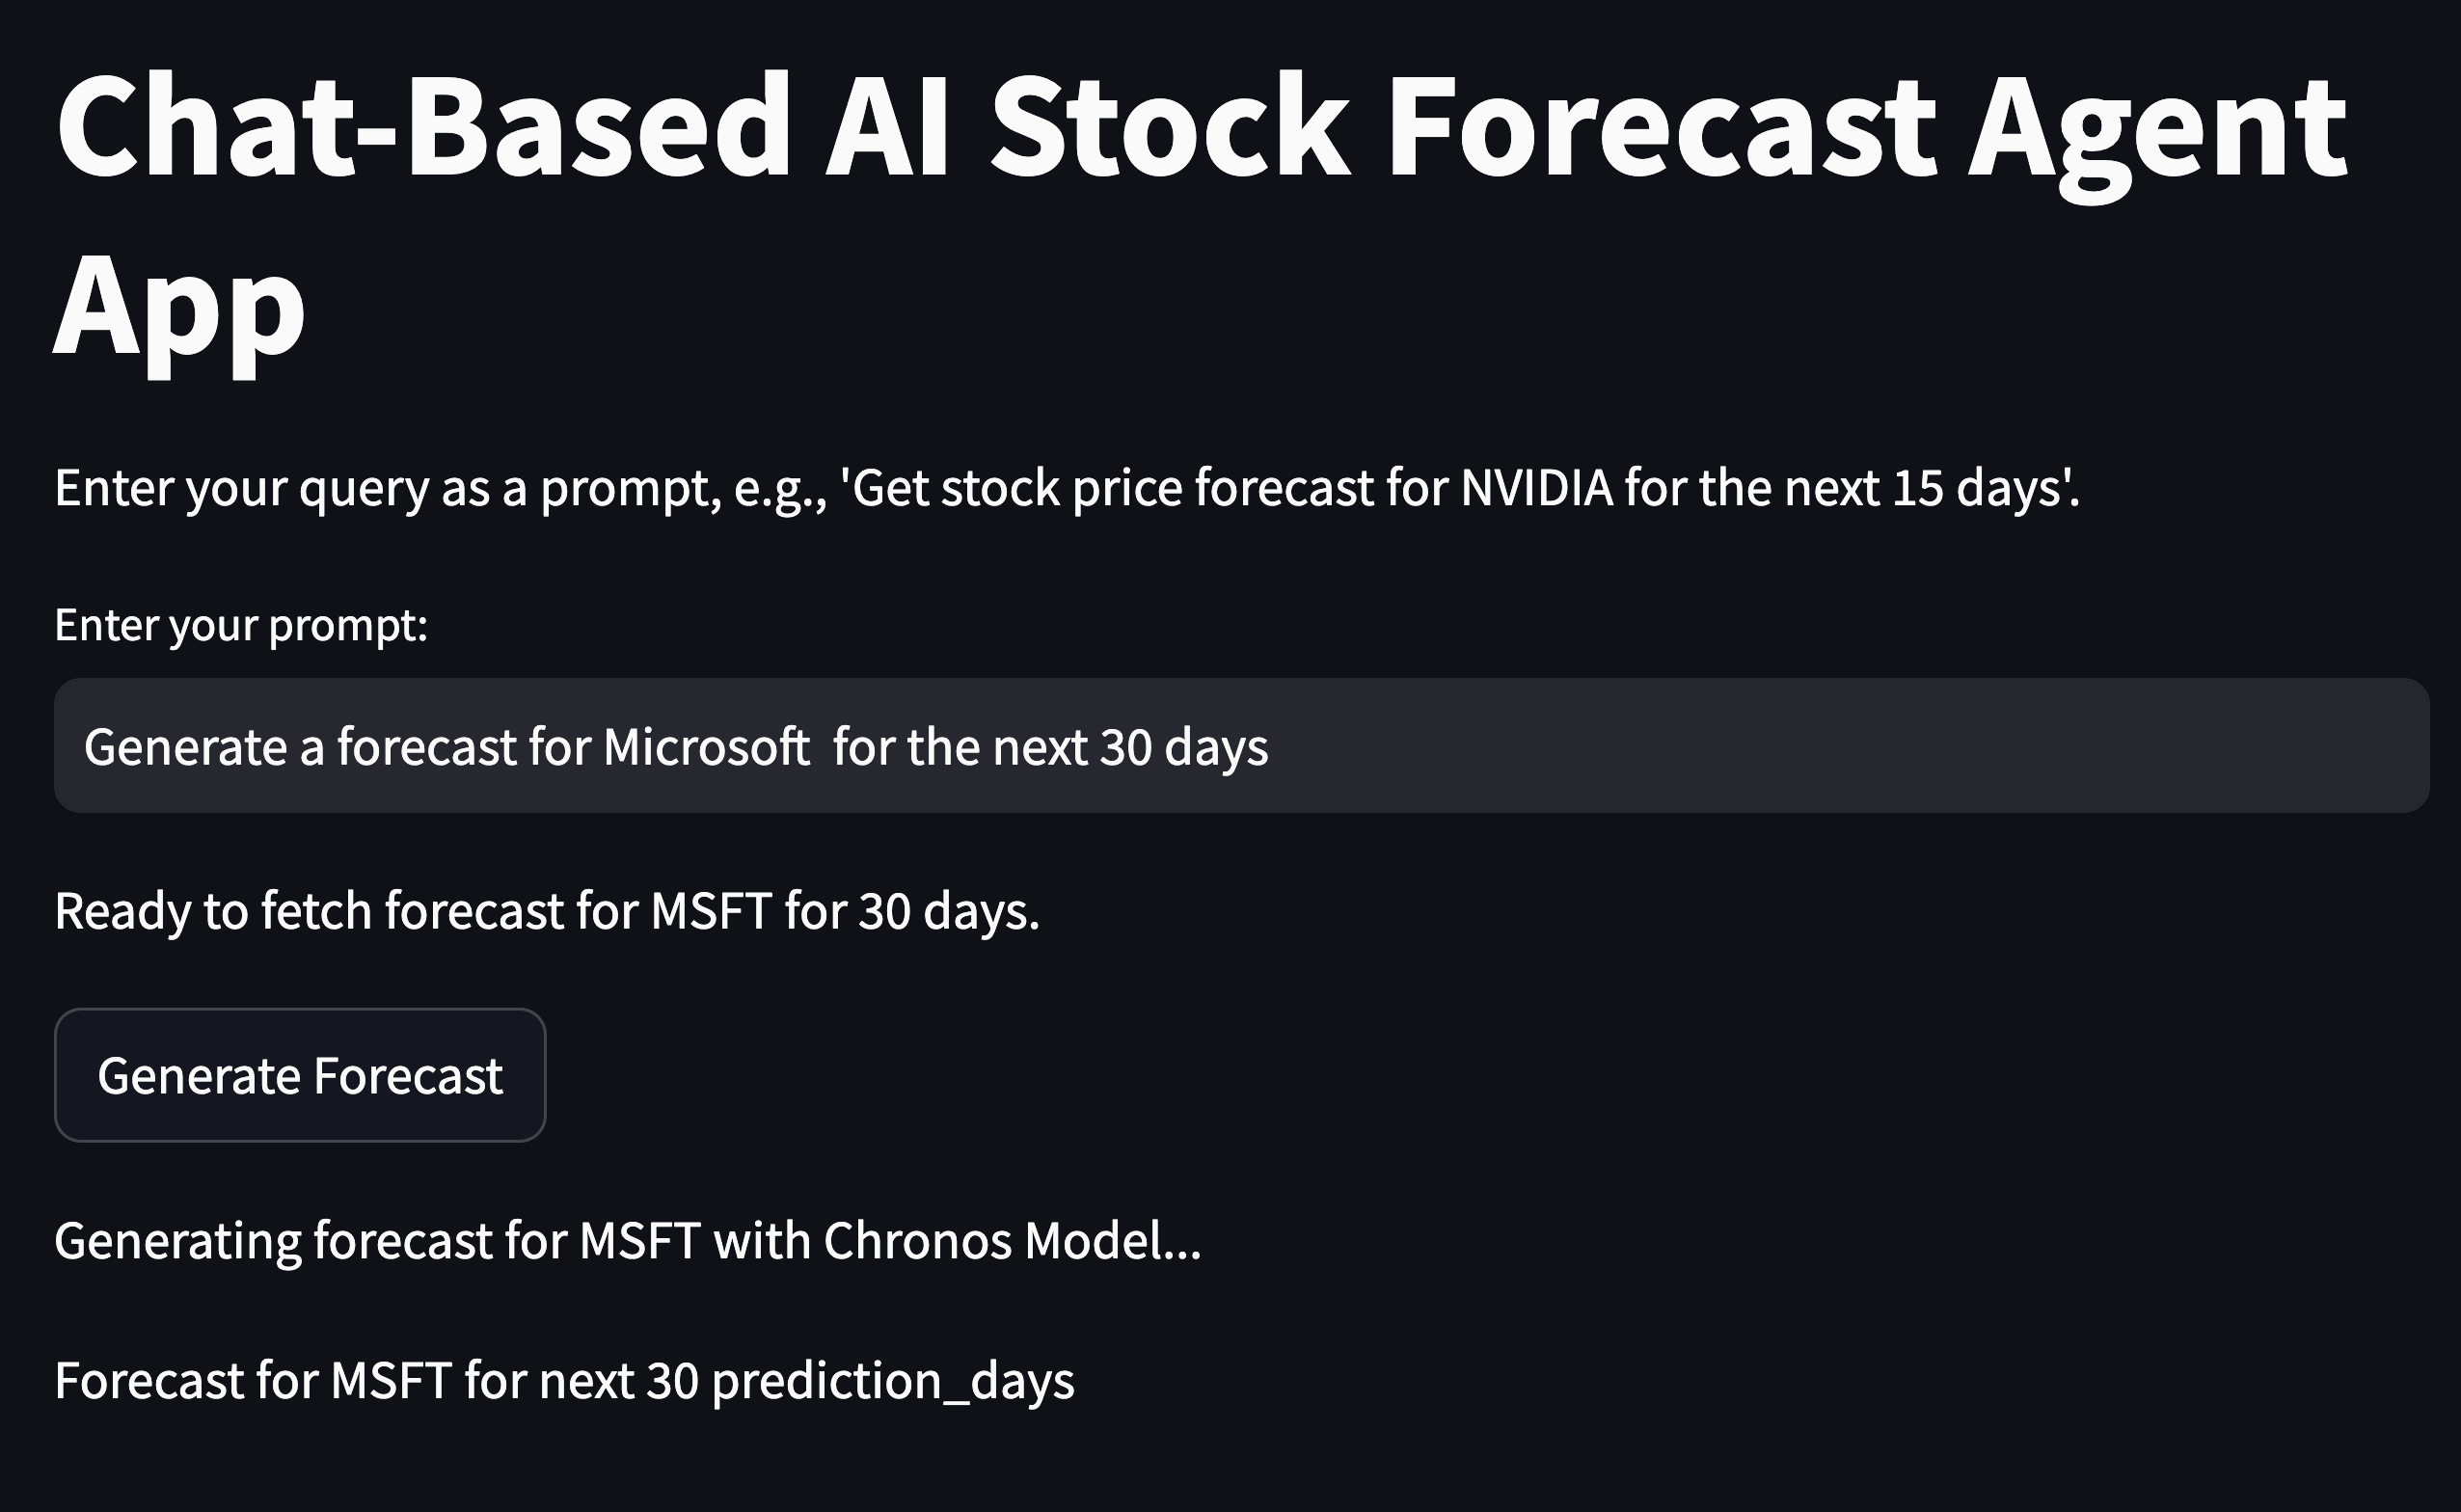 Chat-Based AI Stock Forecast Agent
App
Enter your query as a prompt, e.g., 'Get stock price forecast for NVIDIA for the next 15 days'.
Enter your prompt:
Generate a forecast for Microsoft  for the next 30 days
Ready to fetch forecast for MSFT for 30 days.
Generate Forecast
Generating forecast for MSFT with Chronos Model...
Forecast for MSFT for next 30 prediction_days